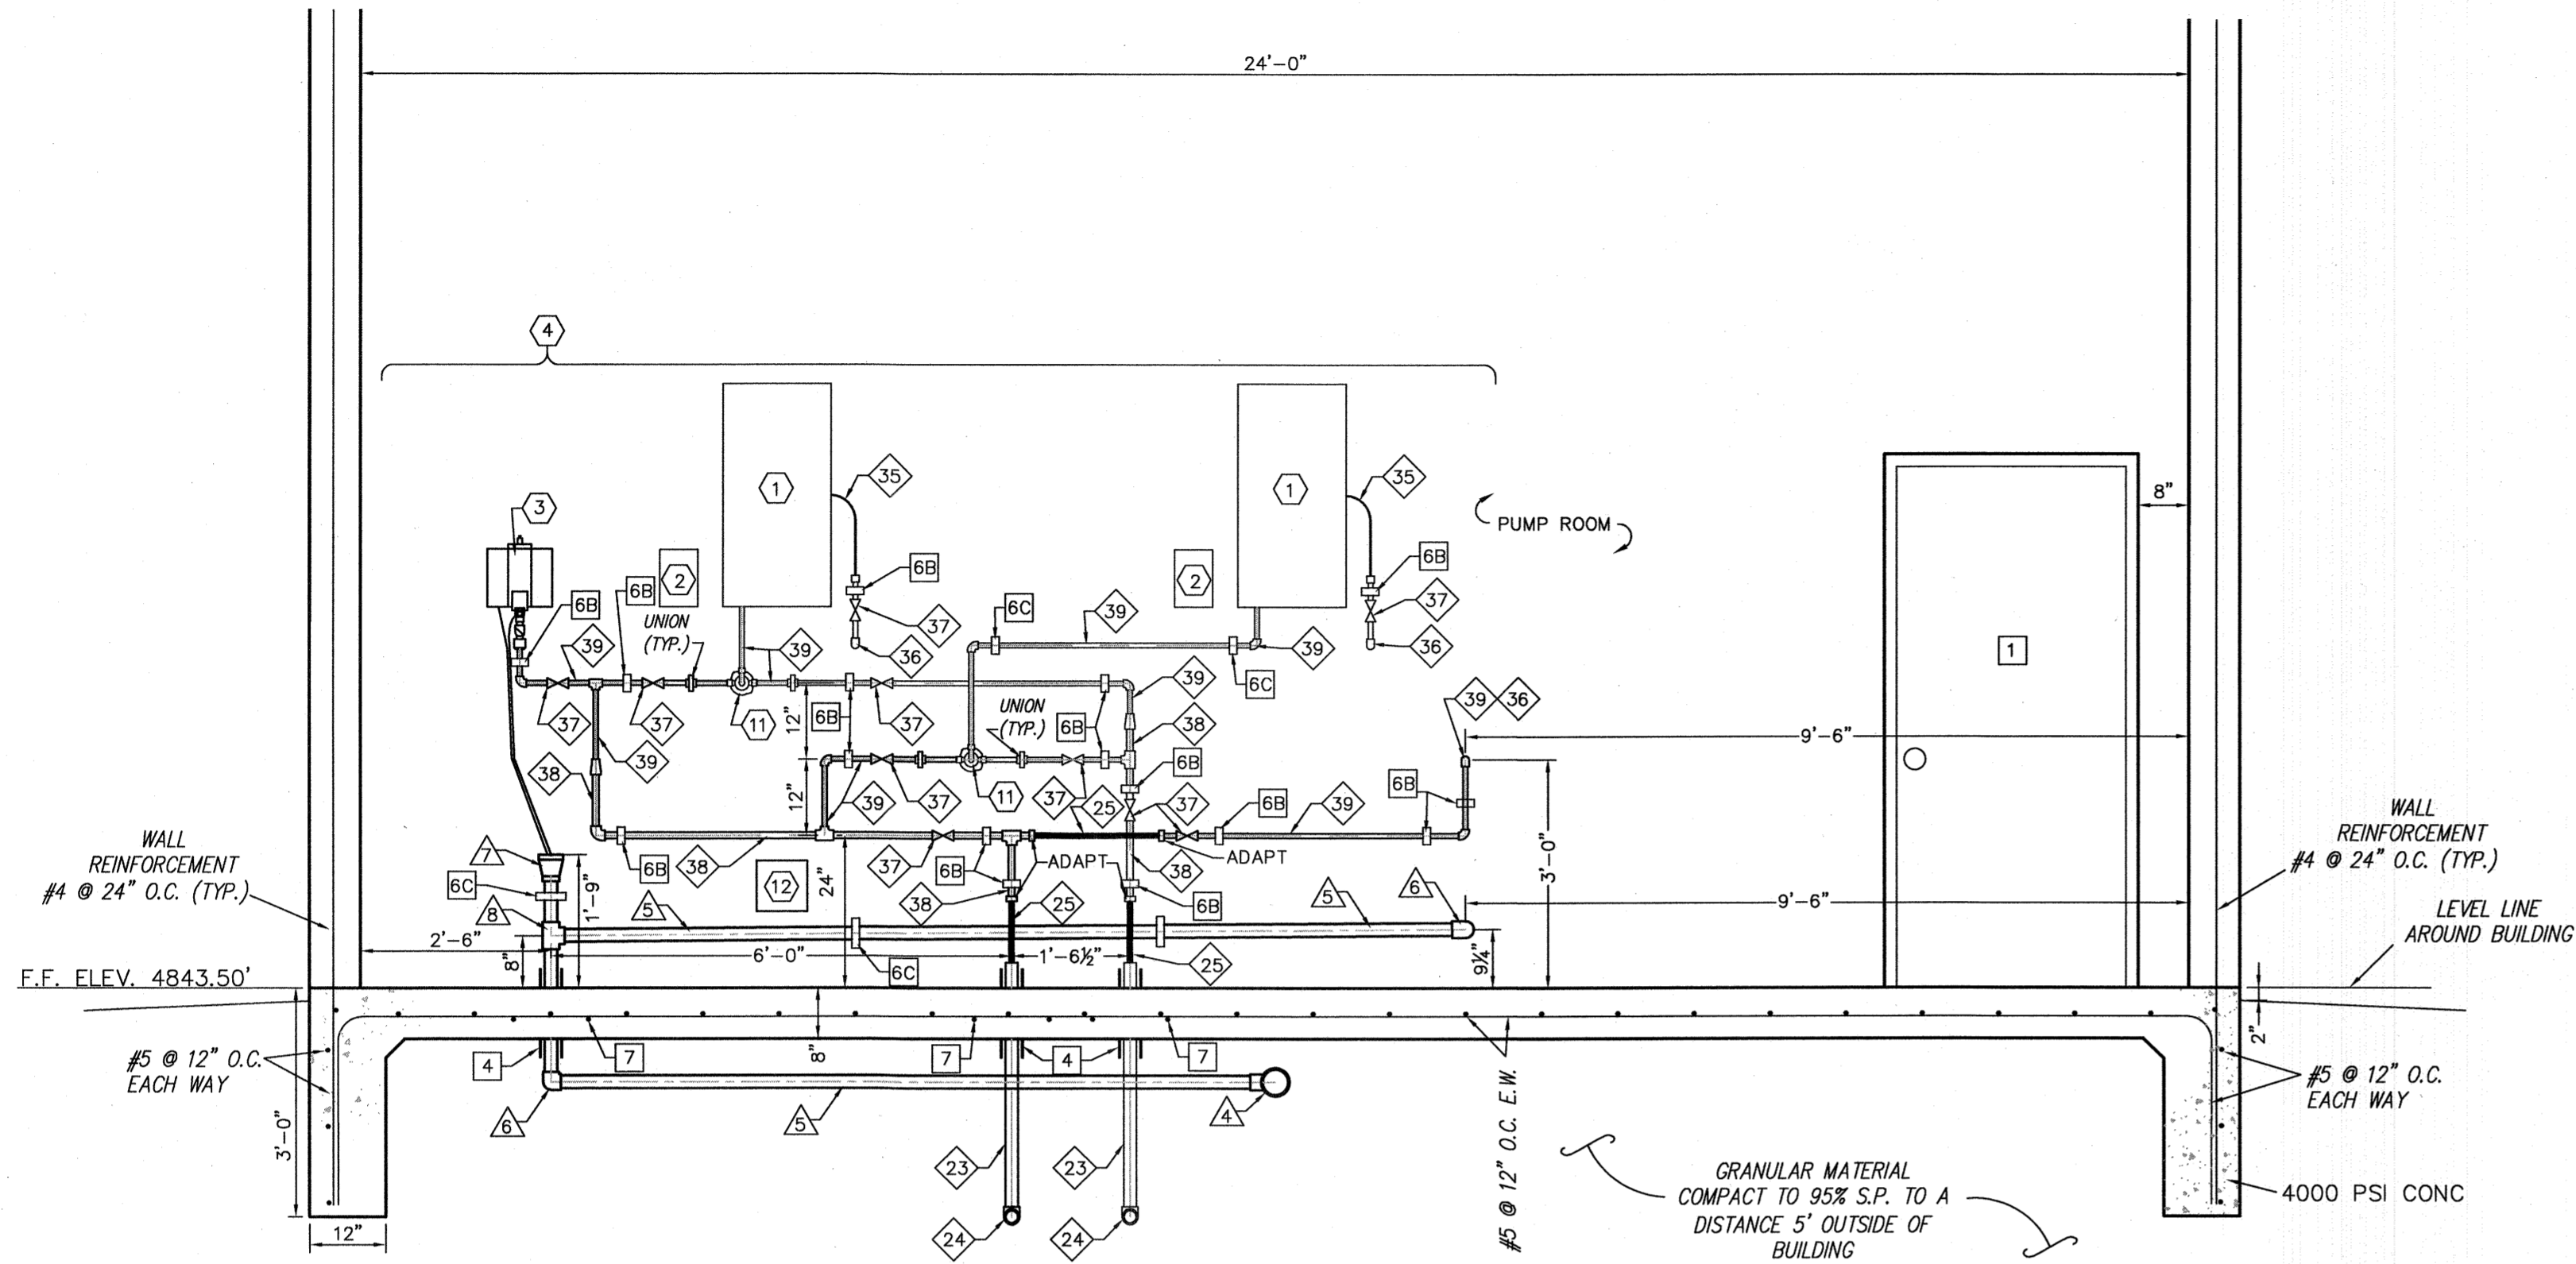 24'-0"
4
1
35
1
35
8"
3
PUMP ROOM
6B
2
6B
6B
2
6B
6C
39
37
37
UNION
(TYP.)
39
39
36
39
36
1
6C
39
39
36
37
37
11
12"
6B
37
UNION
(TYP.)
6B
38
9'-6"
39
6B
38
12"
39
37
11
37
25
37
6B
39
6B
WALL
REINFORCEMENT
#4 @ 24" O.C. (TYP.)
WALL
REINFORCEMENT
#4 @ 24" O.C. (TYP.)
7
6B
38
37
6B
ADAPT
38
ADAPT
6C
1'-9"
12
24"
38
25
6B
3'-0"
8
5
5
6
9'-6"
LEVEL LINE
AROUND BUILDING
2'-6"
8"
6'-0"
6C
1'-6½"
25
9¼"
F.F. ELEV. 4843.50'
2"
#5 @ 12" O.C.
EACH WAY
4
7
8"
7
4
7
#5 @ 12" O.C. E.W.
#5 @ 12" O.C.
EACH WAY
3'-0"
6
5
4
23
23
GRANULAR MATERIAL
COMPACT TO 95% S.P. TO A
DISTANCE 5' OUTSIDE OF
BUILDING
4000 PSI CONC
12"
24
24